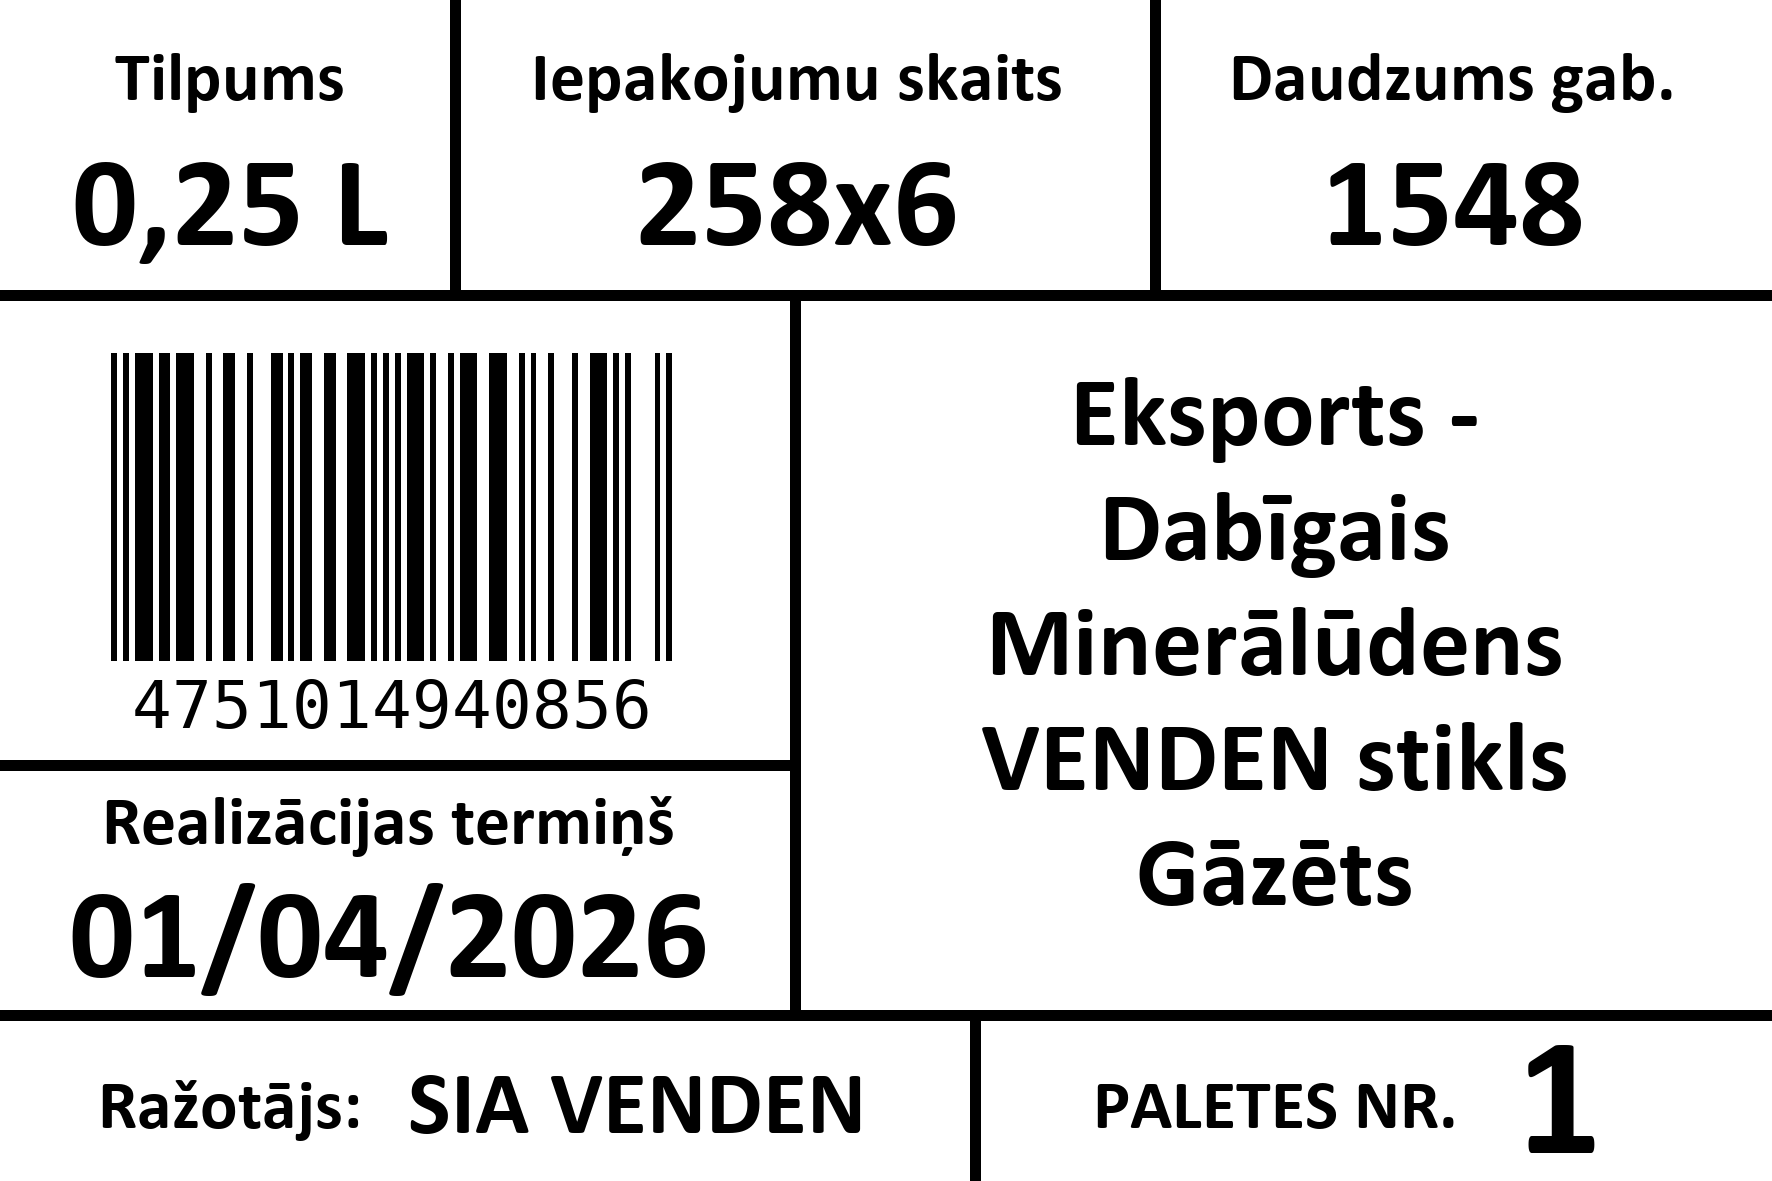 Tilpums
0,25 L
Iepakojumu skaits
258x6
Daudzums gab.
1548
4751014940856
Realizācijas termiņš
01/04/2026
Eksports -
Dabīgais
Minerālūdens
VENDEN stikls
Gāzēts
Ražotājs: SIA VENDEN
PALETES NR. 1